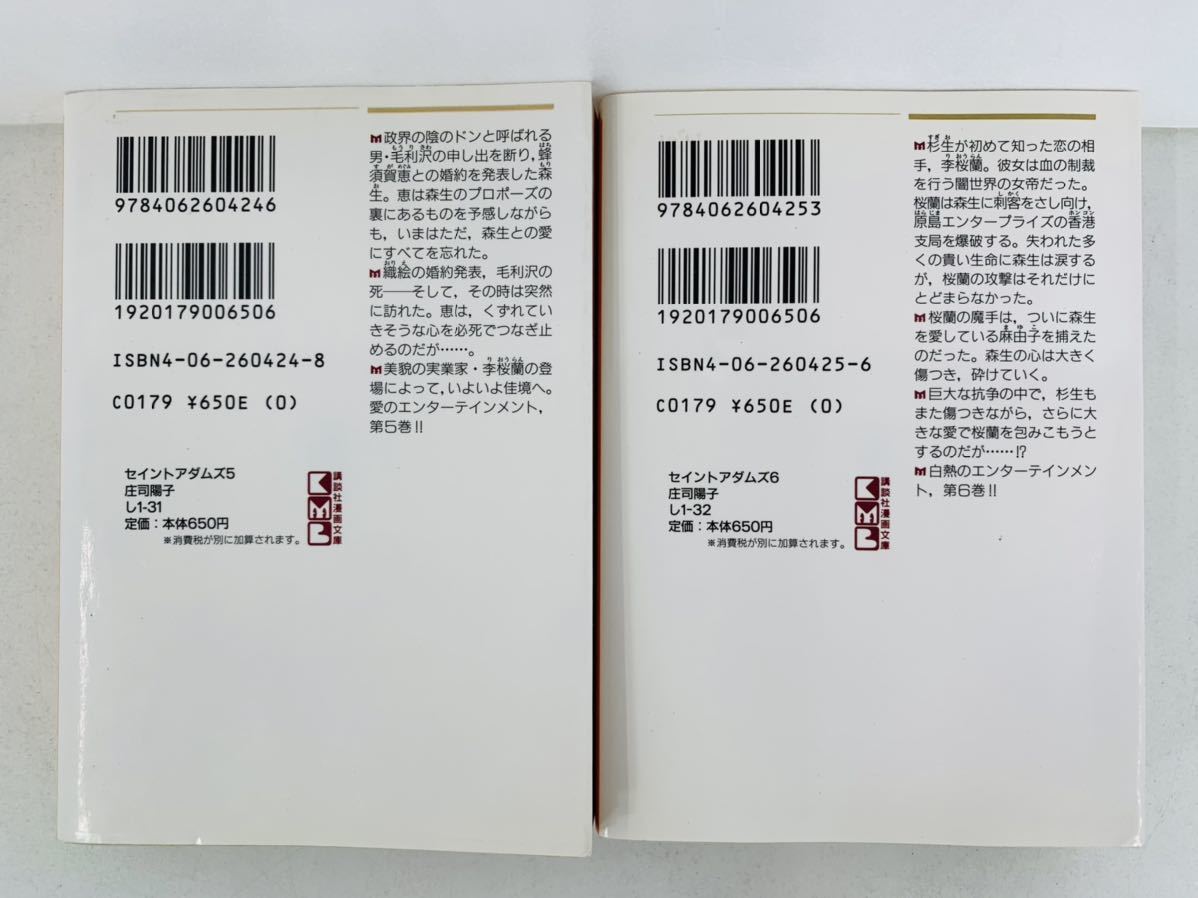 9784062604246
1920179006506
ISBN4-06-260424-8
C0179 ¥650E (0)
政界の陰のドンと呼ばれる
男・毛利沢の申し出を断り，蜂
須賀恵との婚約を発表した森
生。恵は森生のプロポーズの
裏にあるものを予感しながら
も，いまはただ，森生との愛
にすべてを忘れた。
織絵の婚約発表，毛利沢の
死──そして，その時は突然
に訪れた。恵は，くずれてい
きそうな心を必死でつなぎ止
めるのだが……。
美貌の実業家・李桜蘭の登
場によって，いよいよ佳境へ。
愛のエンターテインメント，
第5巻!!
セイントアダムズ5
庄司陽子
し1-31
定価：本体650円
※消費税が別に加算されます。
講談社漫画文庫
9784062604253
1920179006506
ISBN4-06-260425-6
C0179 ¥650E (0)
杉生が初めて知った恋の相
手，李桜蘭。彼女は血の制裁
を行う闇世界の女帝だった。
桜蘭は森生に刺客をさし向け，
原島エンタープライズの香港
支局を爆破する。失われた多
くの貴い生命に森生は涙する
が，桜蘭の攻撃はそれだけに
とどまらなかった。
桜蘭の魔手は，ついに森生
を愛している麻由子を捕えた
のだった。森生の心は大きく
傷つき，砕けていく。
巨大な抗争の中で，杉生も
また傷つきながら，さらに大
きな愛で桜蘭を包みこもうと
するのだが……!?
白熱のエンターテインメン
ト，第6巻!!
セイントアダムズ6
庄司陽子
し1-32
定価：本体650円
※消費税が別に加算されます。
講談社漫画文庫